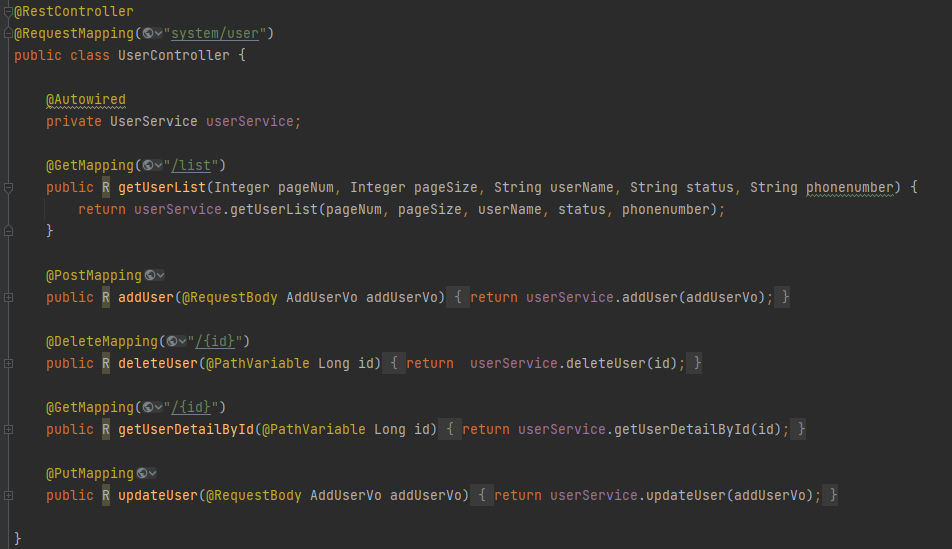 @RestController
@RequestMapping("system/user")
public class UserController {
@Autowired
private UserService userService;
@GetMapping("/list")
public R getUserList(Integer pageNum, Integer pageSize, String userName, String status, String phonenumber) {
return userService.getUserList(pageNum, pageSize, userName, status, phonenumber);
}
@PostMapping
public R addUser(@RequestBody AddUserVo addUserVo) { return userService.addUser(addUserVo); }
@DeleteMapping("/{id}")
public R deleteUser(@PathVariable Long id) { return  userService.deleteUser(id); }
@GetMapping("/{id}")
public R getUserDetailById(@PathVariable Long id) { return userService.getUserDetailById(id); }
@PutMapping
public R updateUser(@RequestBody AddUserVo addUserVo) { return userService.updateUser(addUserVo); }
}